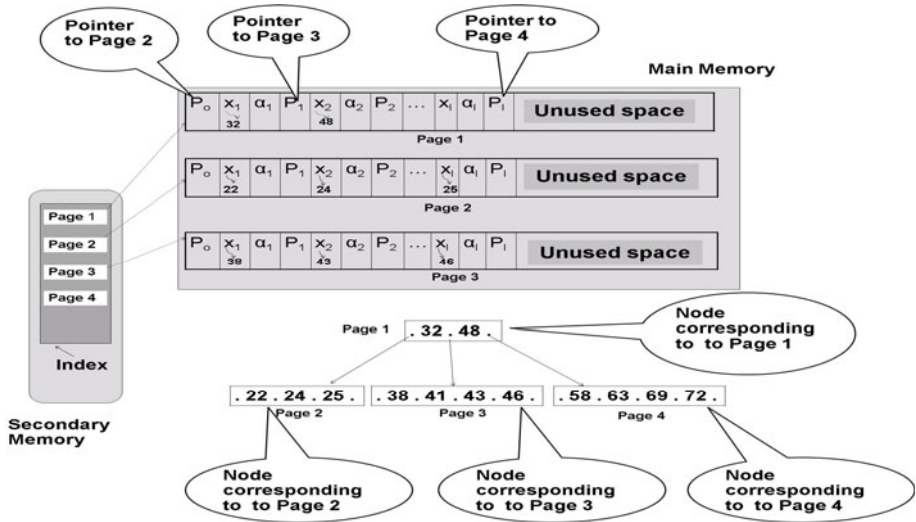 Pointer
to Page 2
Pointer
to Page 3
Pointer to
Page 4
Main Memory
Pₒ x₁ α₁ P₁ x₂ α₂ P₂ ... xₗ αₗ Pₗ Unused space
32 48
Page 1
Pₒ x₁ α₁ P₁ x₂ α₂ P₂ ... xₗ αₗ Pₗ Unused space
22 24 25
Page 2
Pₒ x₁ α₁ P₁ x₂ α₂ P₂ ... xₗ αₗ Pₗ Unused space
38 43 46
Page 3
Page 1
Page 2
Page 3
Page 4
Index
Secondary
Memory
Page 1 . 32 . 48 .
Node
corresponding
to to Page 1
. 22 . 24 . 25 . . 38 . 41 . 43 . 46 . . 58 . 63 . 69 . 72 .
Page 2 Page 3 Page 4
Node
corresponding
to to Page 2
Node
corresponding
to to Page 3
Node
corresponding
to to Page 4